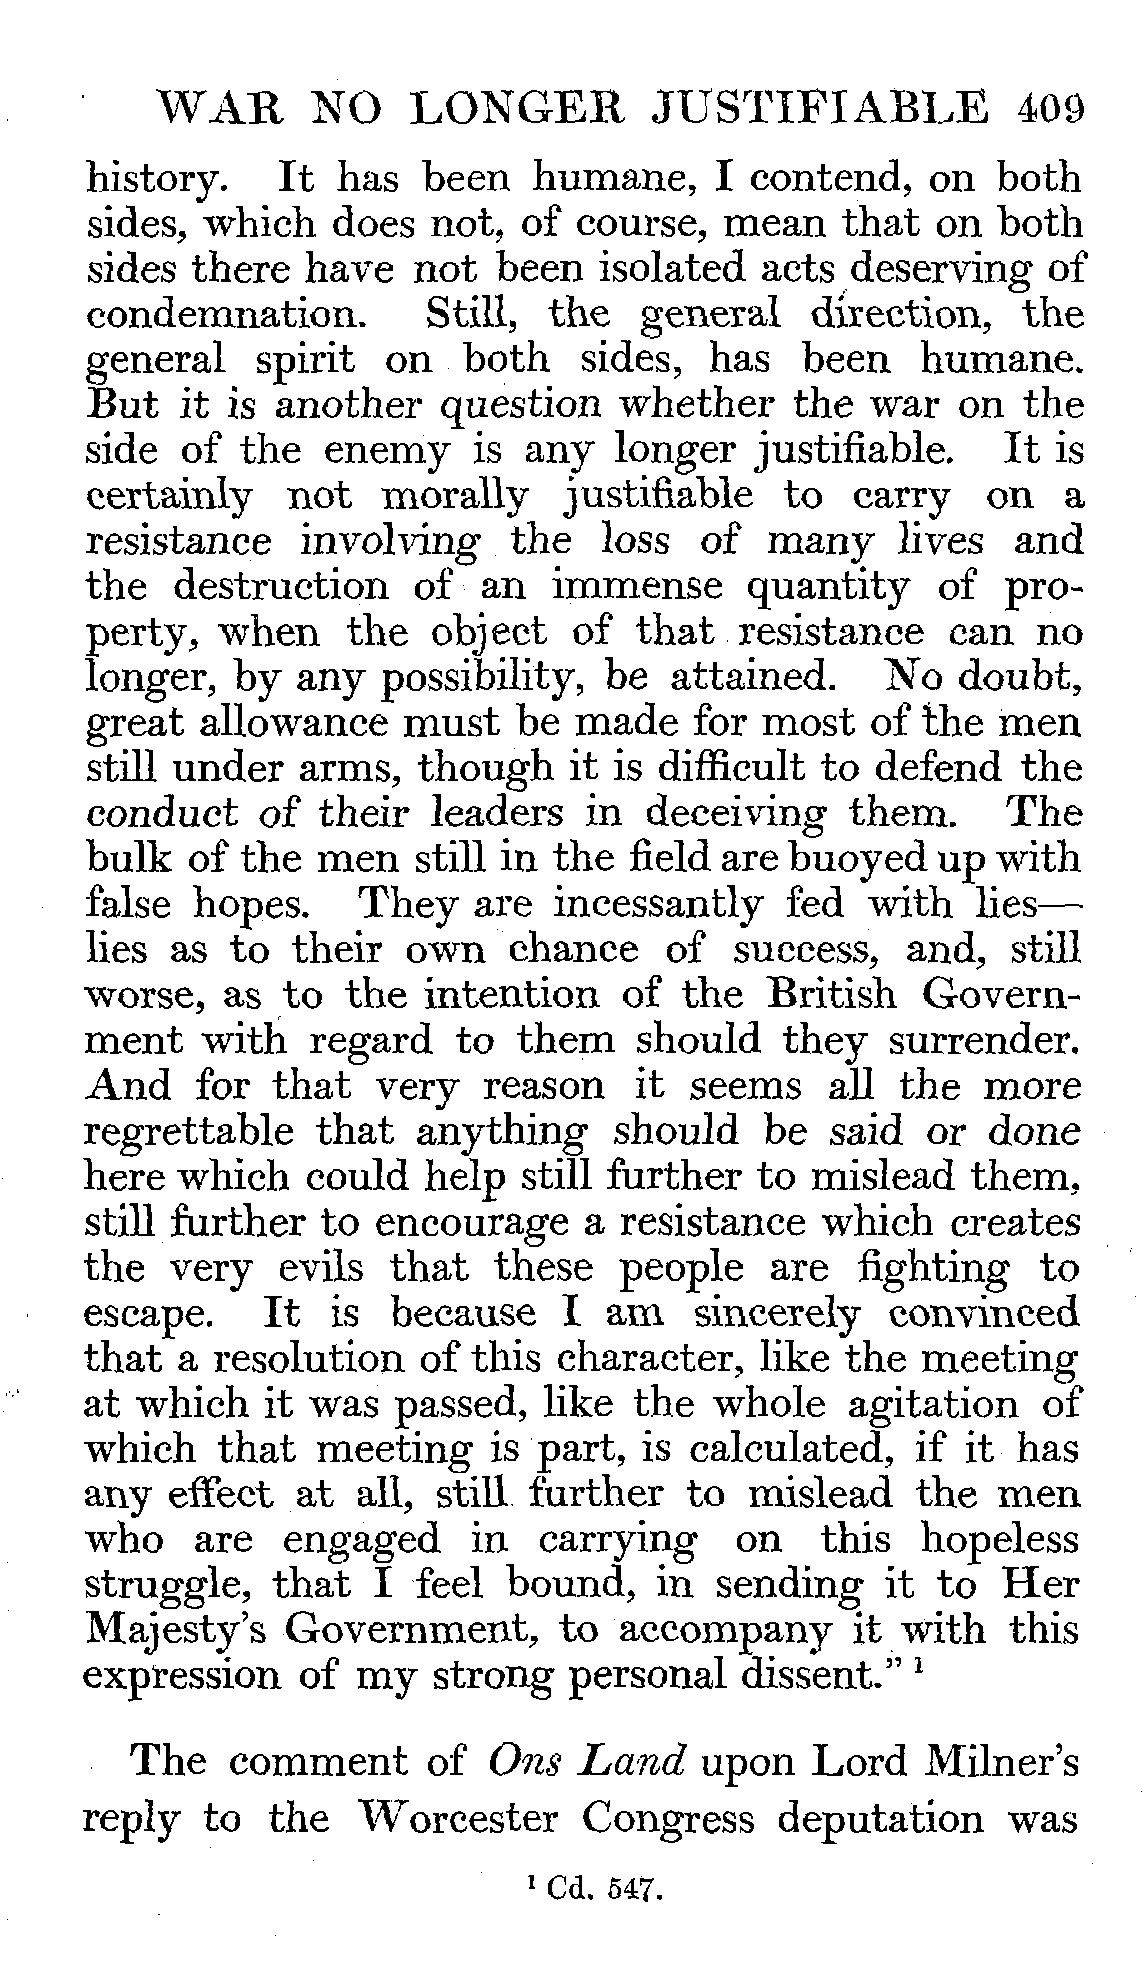 WAR NO LONGER JUSTIFIABLE 409
history. It has been humane, I contend, on both
sides, which does not, of course, mean that on both
sides there have not been isolated acts deserving of
condemnation. Still, the general direction, the
general spirit on both sides, has been humane.
But it is another question whether the war on the
side of the enemy is any longer justifiable. It is
certainly not morally justifiable to carry on a
resistance involving the loss of many lives and
the destruction of an immense quantity of pro-
perty, when the object of that resistance can no
longer, by any possibility, be attained. No doubt,
great allowance must be made for most of the men
still under arms, though it is difficult to defend the
conduct of their leaders in deceiving them. The
bulk of the men still in the field are buoyed up with
false hopes. They are incessantly fed with lies—
lies as to their own chance of success, and, still
worse, as to the intention of the British Govern-
ment with regard to them should they surrender.
And for that very reason it seems all the more
regrettable that anything should be said or done
here which could help still further to mislead them,
still further to encourage a resistance which creates
the very evils that these people are fighting to
escape. It is because I am sincerely convinced
that a resolution of this character, like the meeting
at which it was passed, like the whole agitation of
which that meeting is part, is calculated, if it has
any effect at all, still further to mislead the men
who are engaged in carrying on this hopeless
struggle, that I feel bound, in sending it to Her
Majesty's Government, to accompany it with this
expression of my strong personal dissent." ¹
The comment of Ons Land upon Lord Milner's
reply to the Worcester Congress deputation was
¹ Cd. 547.